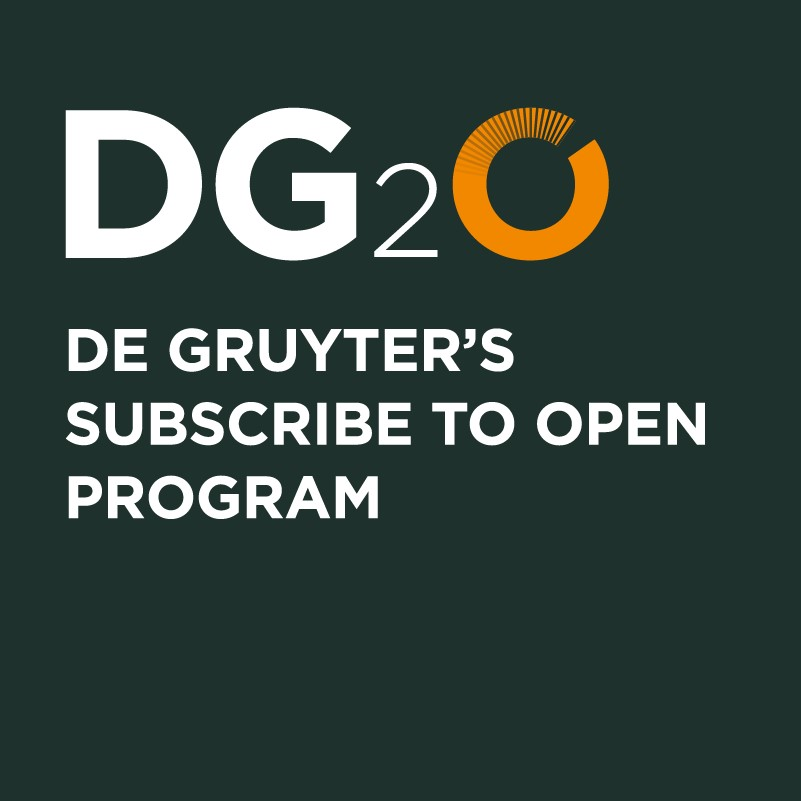 DG2O
DE GRUYTER’S
SUBSCRIBE TO OPEN
PROGRAM